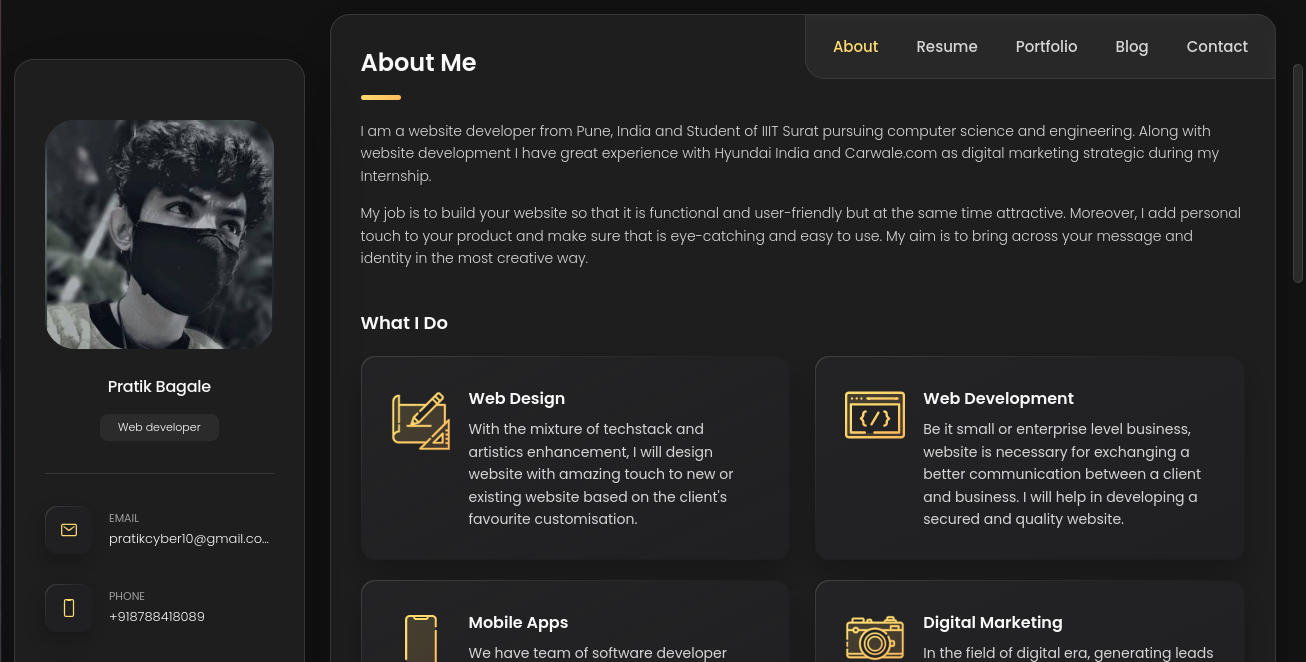 About
Resume
Portfolio
Blog
Contact
About Me
I am a website developer from Pune, India and Student of IIIT Surat pursuing computer science and engineering. Along with
website development I have great experience with Hyundai India and Carwale.com as digital marketing strategic during my
Internship.
My job is to build your website so that it is functional and user-friendly but at the same time attractive. Moreover, I add personal
touch to your product and make sure that is eye-catching and easy to use. My aim is to bring across your message and
identity in the most creative way.
Pratik Bagale
Web developer
EMAIL
pratikcyber10@gmail.co...
PHONE
+918788418089
What I Do
Web Design
With the mixture of techstack and
artistics enhancement, I will design
website with amazing touch to new or
existing website based on the client's
favourite customisation.
Web Development
Be it small or enterprise level business,
website is necessary for exchanging a
better communication between a client
and business. I will help in developing a
secured and quality website.
Mobile Apps
We have team of software developer
Digital Marketing
In the field of digital era, generating leads